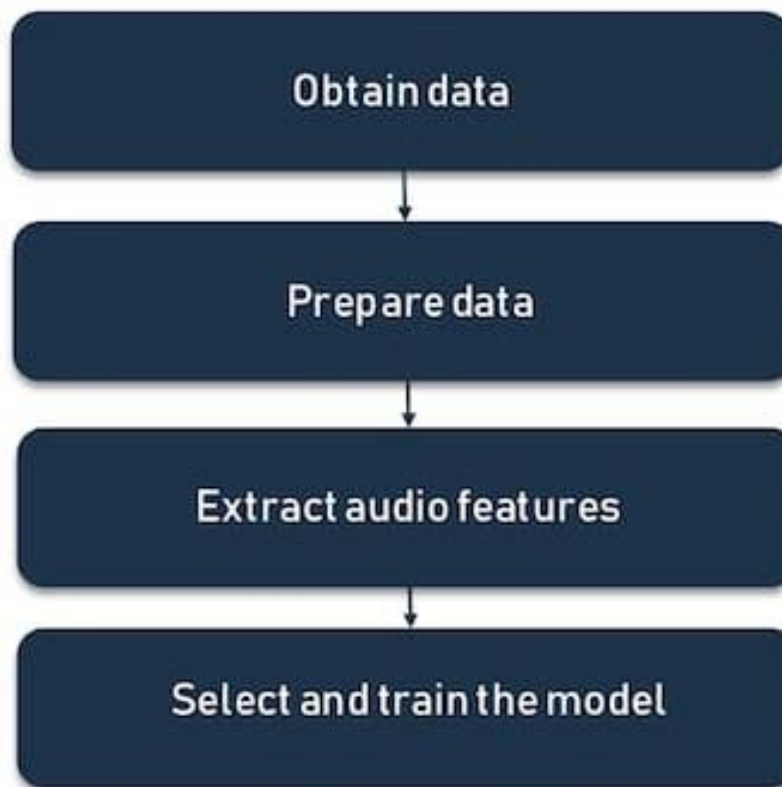 Obtain data
Prepare data
Extract audio features
Select and train the model